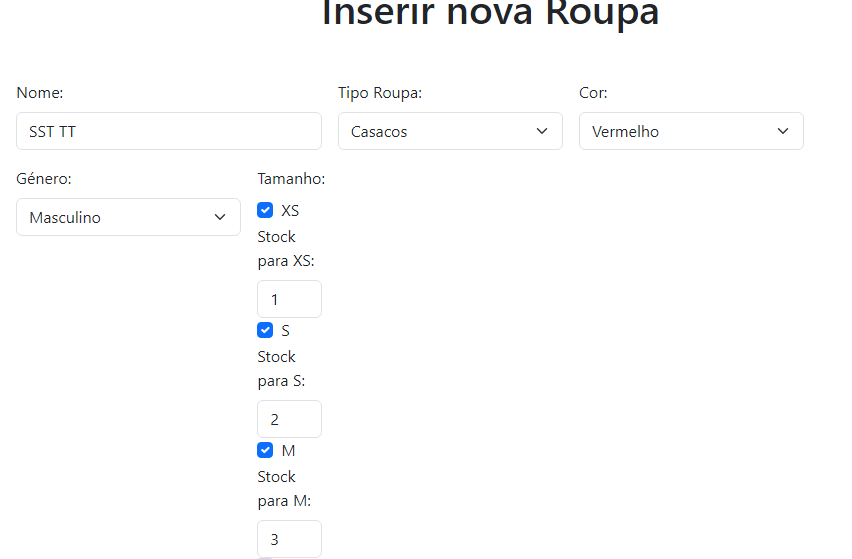 Inserir nova Roupa
Nome:
Tipo Roupa:
Cor:
SST TT
Casacos
Vermelho
Género:
Tamanho:
Masculino
XS
Stock
para XS:
1
S
Stock
para S:
2
M
Stock
para M:
3